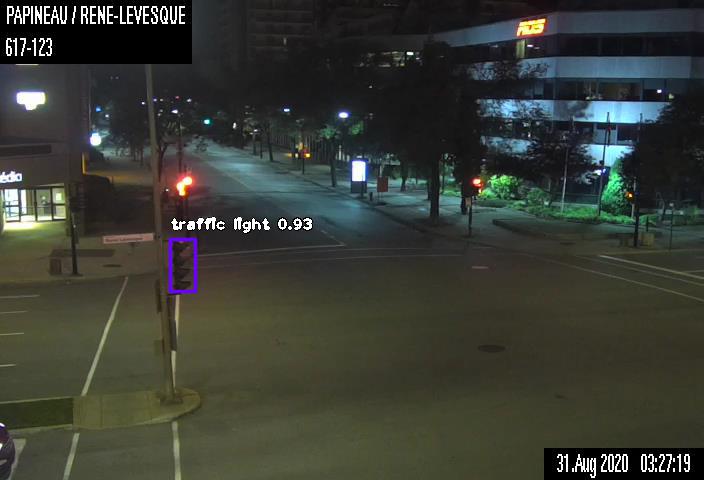 PAPINEAU / RENE-LEVESQUE
617-123
traffic light 0.93
31.Aug 2020 03:27:19